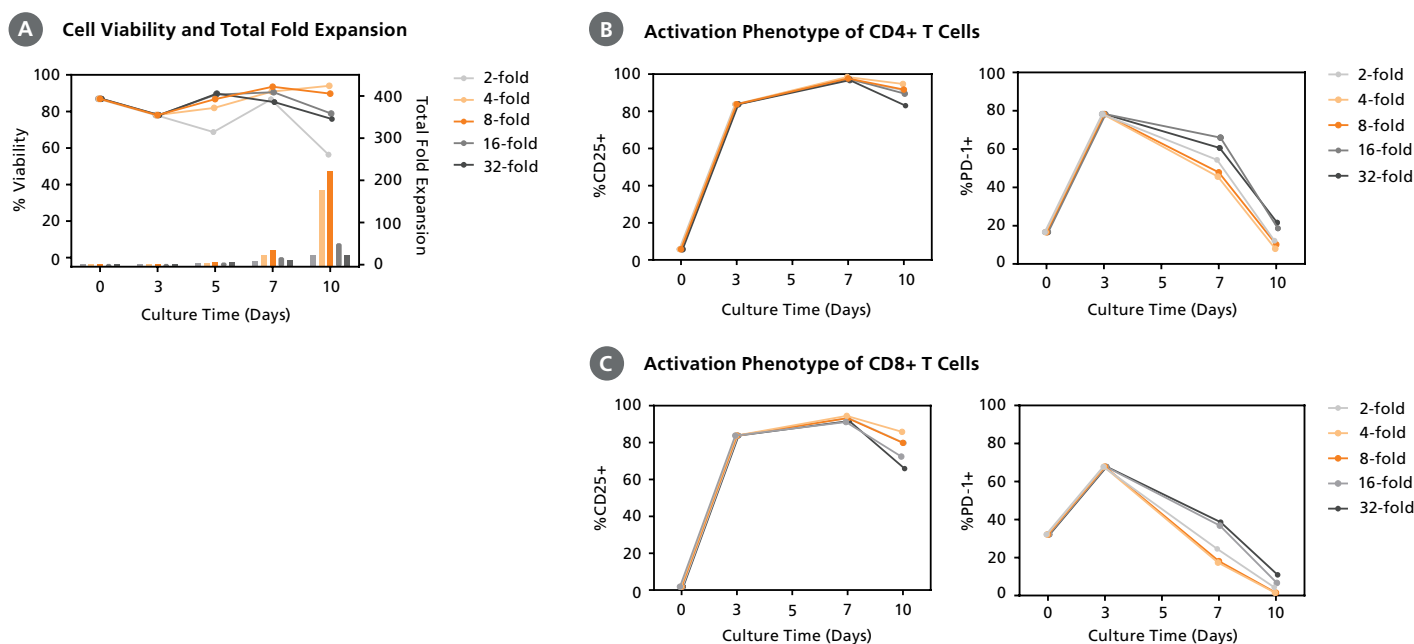 A Cell Viability and Total Fold Expansion
100
80
60
40
20
0
% Viability
400
300
200
100
0
Total Fold Expansion
0 3 5 7 10
Culture Time (Days)
2-fold
4-fold
8-fold
16-fold
32-fold
B Activation Phenotype of CD4+ T Cells
100
80
60
40
20
0
%CD25+
0 3 5 7 10
Culture Time (Days)
100
80
60
40
20
0
%PD-1+
0 3 5 7 10
Culture Time (Days)
2-fold
4-fold
8-fold
16-fold
32-fold
C Activation Phenotype of CD8+ T Cells
100
80
60
40
20
0
%CD25+
0 3 5 7 10
Culture Time (Days)
100
80
60
40
20
0
%PD-1+
0 3 5 7 10
Culture Time (Days)
2-fold
4-fold
8-fold
16-fold
32-fold